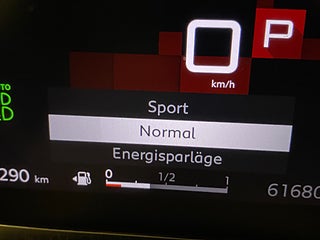 0 P
km/h
Sport
Normal
Energisparläge
290 km 0 1/2 1 61680